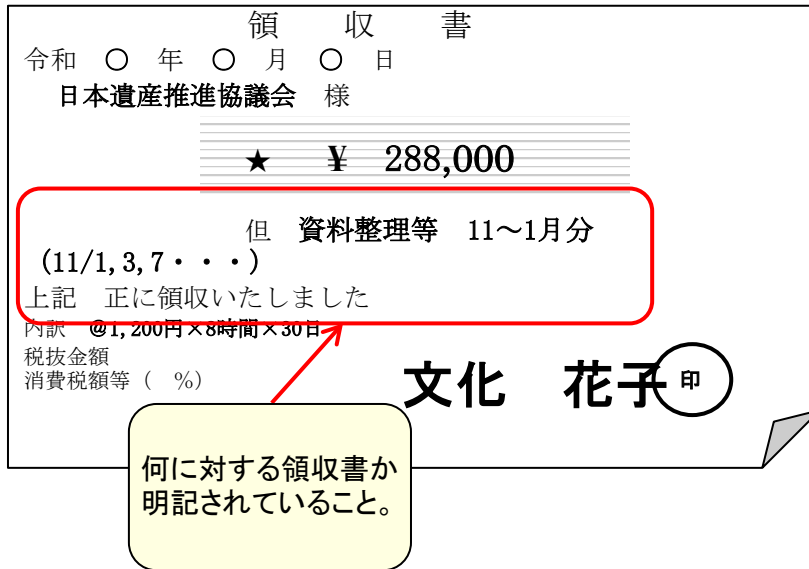 領　収　書
令和　〇　年　〇　月　〇　日
日本遺産推進協議会　様
★　¥　288,000
但　資料整理等　11～1月分
(11/1,3,7・・・)
上記　正に領収いたしました
内訳　@1,200円×8時間×30日
税抜金額
消費税額等（　%）
文化　花子　印
何に対する領収書か
明記されていること。